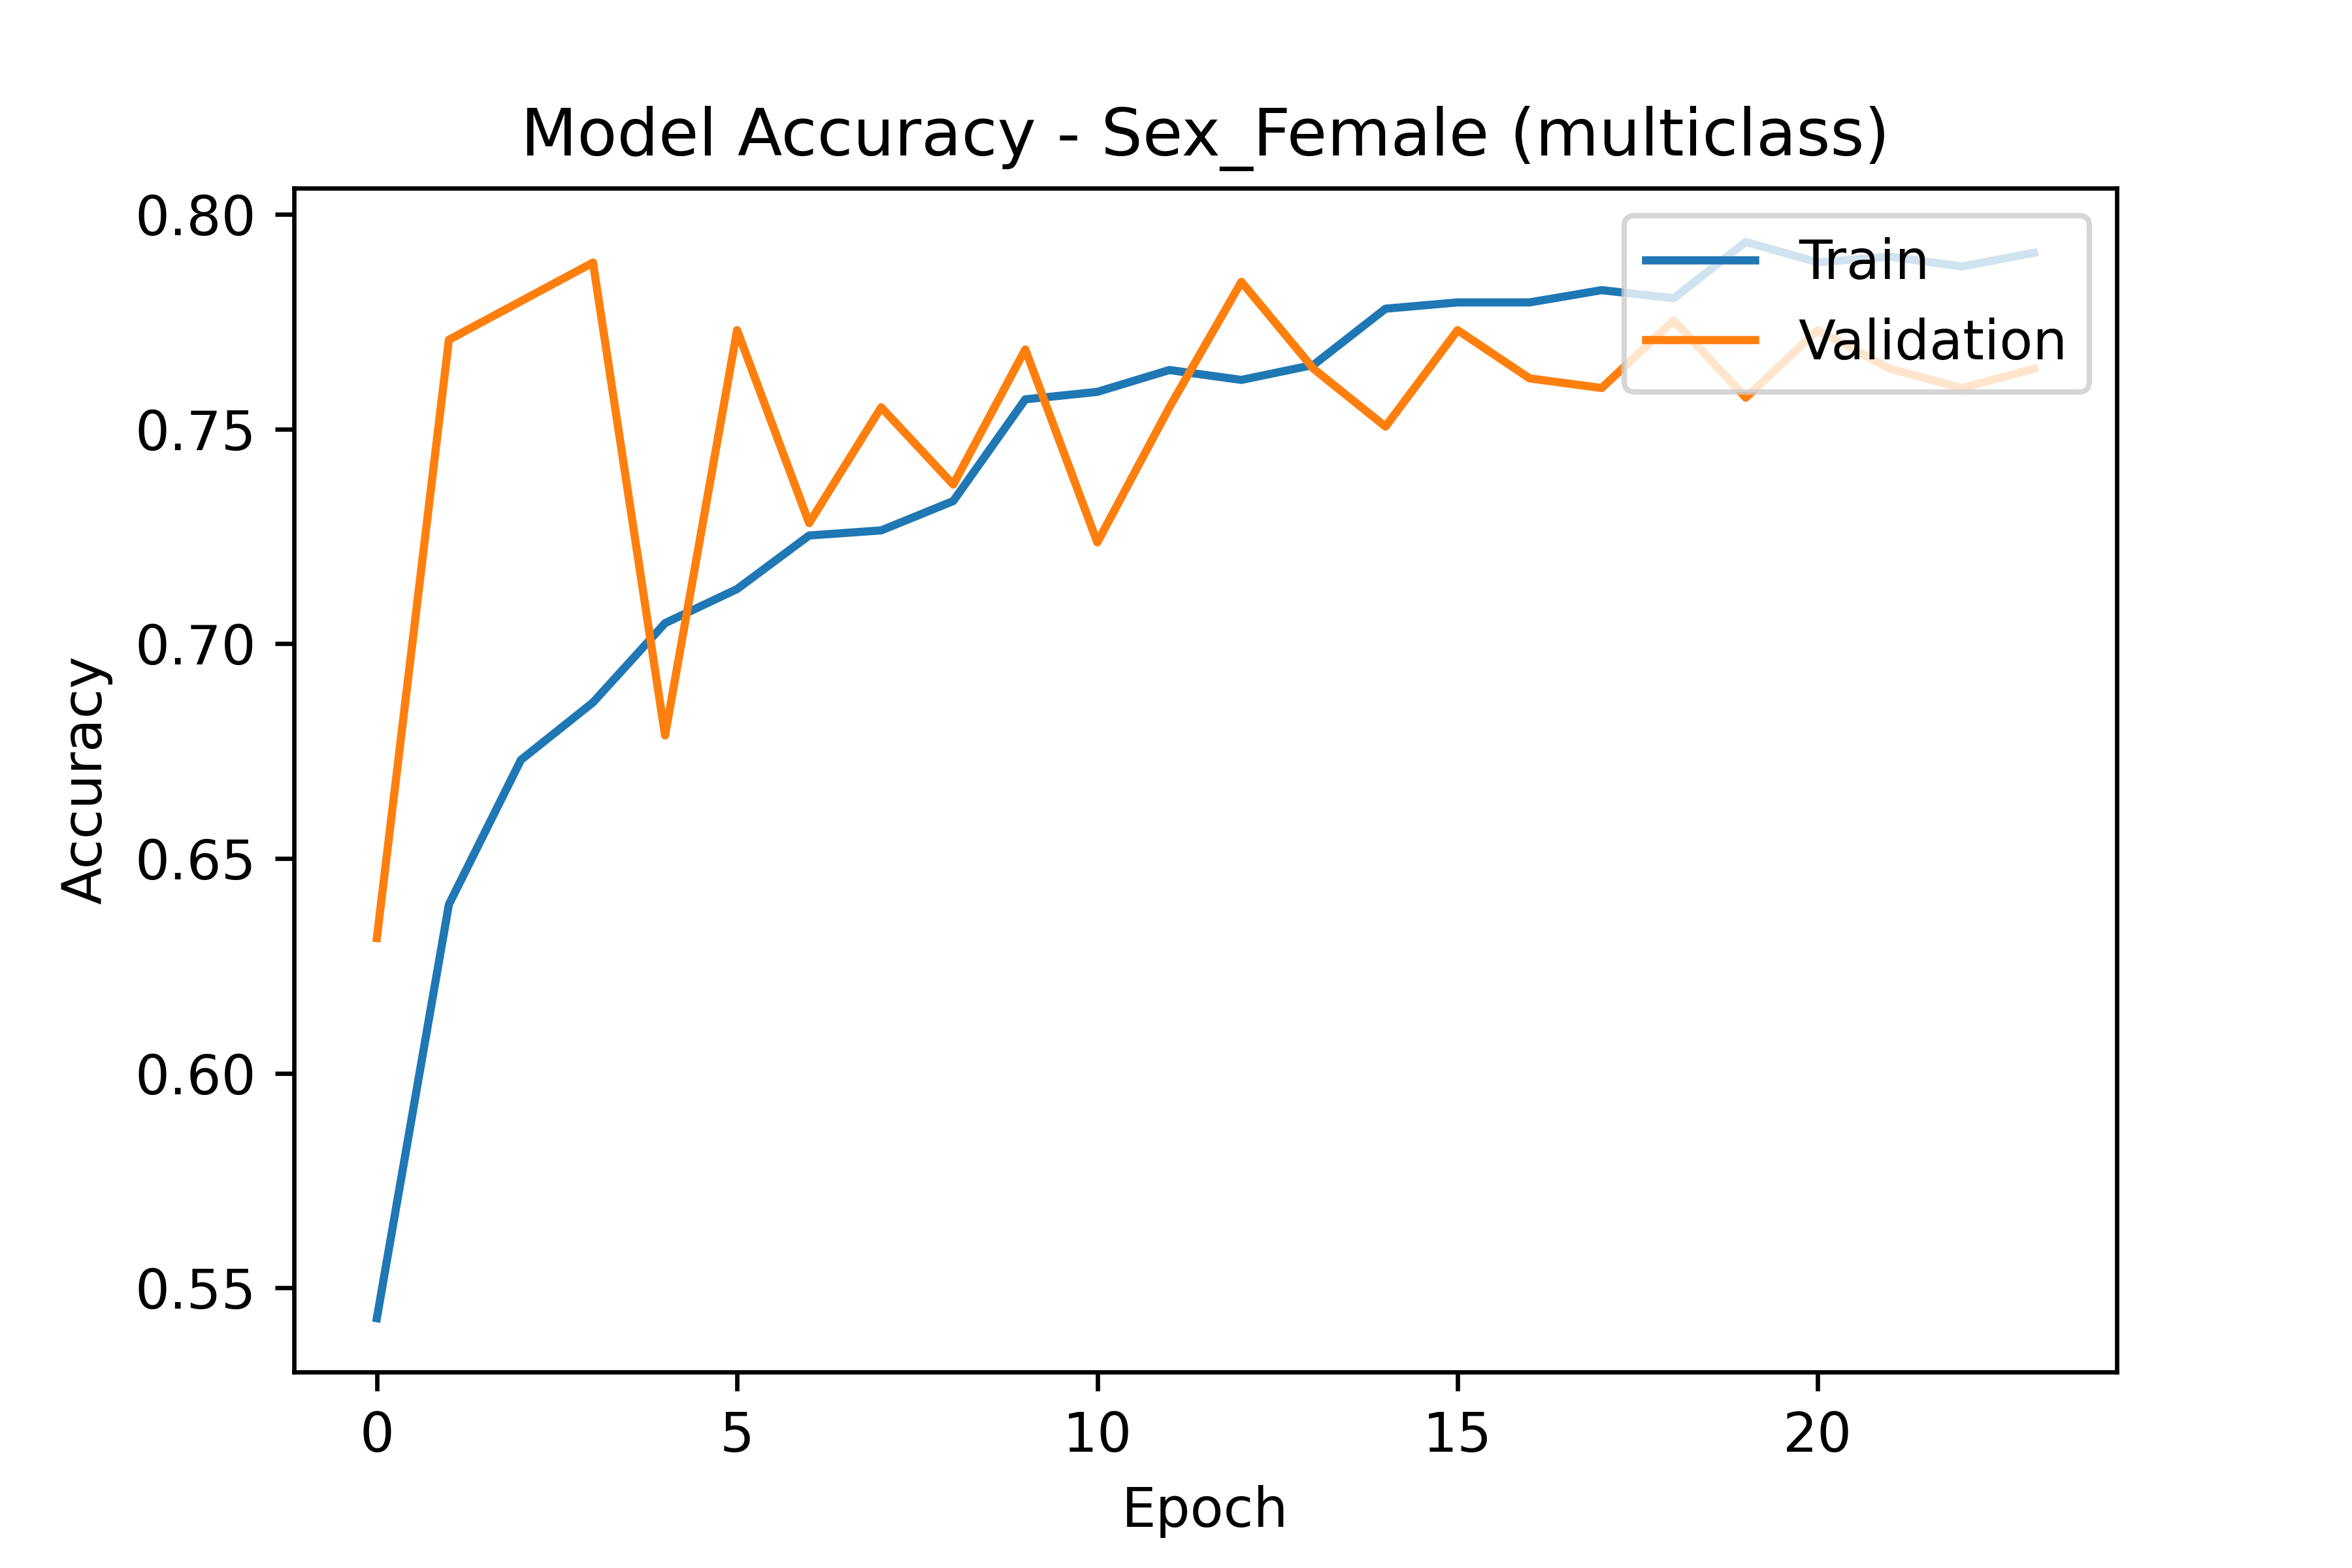 Model Accuracy - Sex_Female (multiclass)
0.80
0.75
0.70
0.65
0.60
0.55
Accuracy
Train
Validation
0 5 10 15 20
Epoch